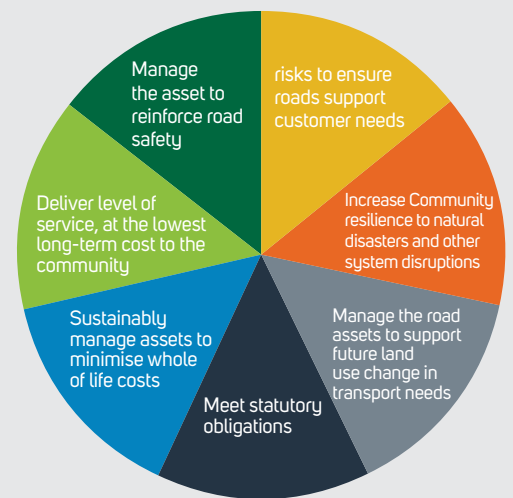 Manage
the asset to
reinforce road
safety
risks to ensure
roads support
customer needs
Increase Community
resilience to natural
disasters and other
system disruptions
Manage the road
assets to support
future land
use change in
transport needs
Meet statutory
obligations
Sustainably
manage assets to
minimise whole
of life costs
Deliver level of
service, at the lowest
long-term cost to the
community